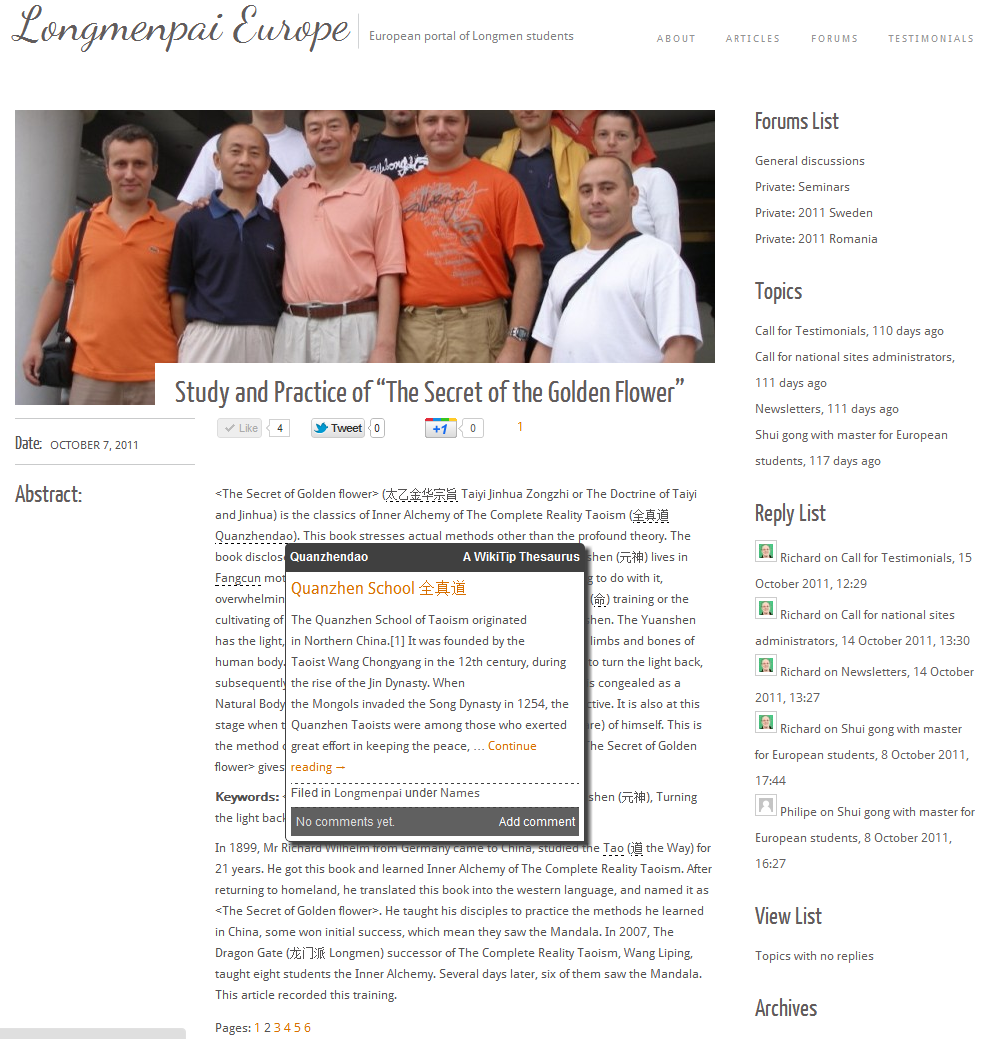 Longmenpai Europe
European portal of Longmen students
ABOUT ARTICLES FORUMS TESTIMONIALS
Study and Practice of “The Secret of the Golden Flower”
Like 4 Tweet 0 +1 0 1
Date: OCTOBER 7, 2011
Abstract:
<The Secret of Golden flower> (太乙金华宗旨 Taiyi Jinhua Zongzhi or The Doctrine of Taiyi
and Jinhua) is the classics of Inner Alchemy of The Complete Reality Taoism (全真道
Quanzhendao). This book stresses actual methods other than the profound theory. The
book disclose shen (元神) lives in
Fangcun mot g to do with it,
overwhelmin (命) training or the
cultivating of shen. The Yuanshen
has the light, limbs and bones of
human body. to turn the light back,
subsequently s congealed as a
Natural Body ctive. It is also at this
stage when t re) of himself. This is
the method he Secret of Golden
flower> gives
Quanzhendao A WikiTip Thesaurus
Quanzhen School 全真道
The Quanzhen School of Taoism originated
in Northern China.[1] It was founded by the
Taoist Wang Chongyang in the 12th century, during
the rise of the Jin Dynasty. When
the Mongols invaded the Song Dynasty in 1254, the
Quanzhen Taoists were among those who exerted
great effort in keeping the peace, … Continue
reading →
Filed in Longmenpai under Names
No comments yet. Add comment
Keywords: < shen (元神), Turning
the light back
In 1899, Mr Richard Wilhelm from Germany came to China, studied the Tao (道 the Way) for
21 years. He got this book and learned Inner Alchemy of The Complete Reality Taoism. After
returning to homeland, he translated this book into the western language, and named it as
<The Secret of Golden flower>. He taught his disciples to practice the methods he learned
in China, some won initial success, which mean they saw the Mandala. In 2007, The
Dragon Gate (龙门派 Longmen) successor of The Complete Reality Taoism, Wang Liping,
taught eight students the Inner Alchemy. Several days later, six of them saw the Mandala.
This article recorded this training.
Pages: 1 2 3 4 5 6
Forums List
General discussions
Private: Seminars
Private: 2011 Sweden
Private: 2011 Romania
Topics
Call for Testimonials, 110 days ago
Call for national sites administrators,
111 days ago
Newsletters, 111 days ago
Shui gong with master for European
students, 117 days ago
Reply List
Richard on Call for Testimonials, 15
October 2011, 12:29
Richard on Call for national sites
administrators, 14 October 2011, 13:30
Richard on Newsletters, 14 October
2011, 13:27
Richard on Shui gong with master
for European students, 8 October 2011,
17:44
Philipe on Shui gong with master for
European students, 8 October 2011,
16:27
View List
Topics with no replies
Archives